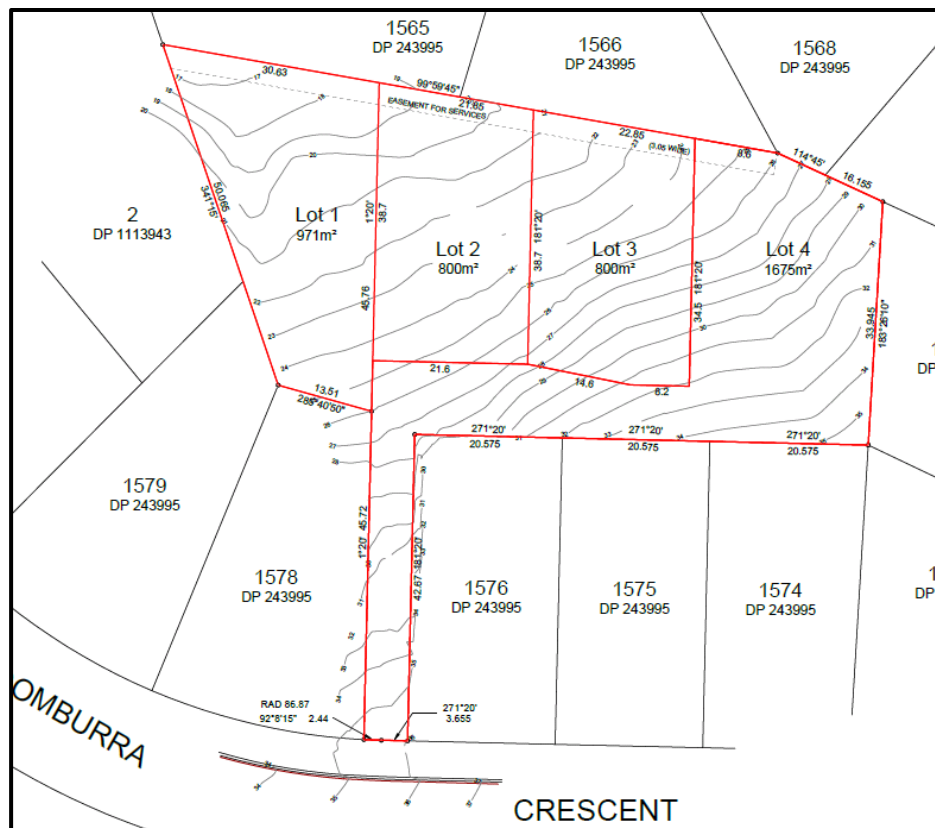 1565
DP 243995
1566
DP 243995
1568
DP 243995
30.63
99°59'45"
21.85
EASEMENT FOR SERVICES
22.85
(3.05 WIDE)
8.6
114°45'
16.155
2
DP 1113943
50.065
341°15'
Lot 1
971m²
1°20'
38.7
45.76
Lot 2
800m²
181°20'
38.7
Lot 3
800m²
181°20'
34.5
Lot 4
1675m²
33.945
183°26'10"
21.6
14.6
6.2
13.51
285°40'50"
271°20'
20.575
271°20'
20.575
271°20'
20.575
1579
DP 243995
1578
DP 243995
1°20'
45.72
181°20'
42.67
1576
DP 243995
1575
DP 243995
1574
DP 243995
RAD 86.87
92°8'15" 2.44
271°20'
3.655
OMBURRA
CRESCENT